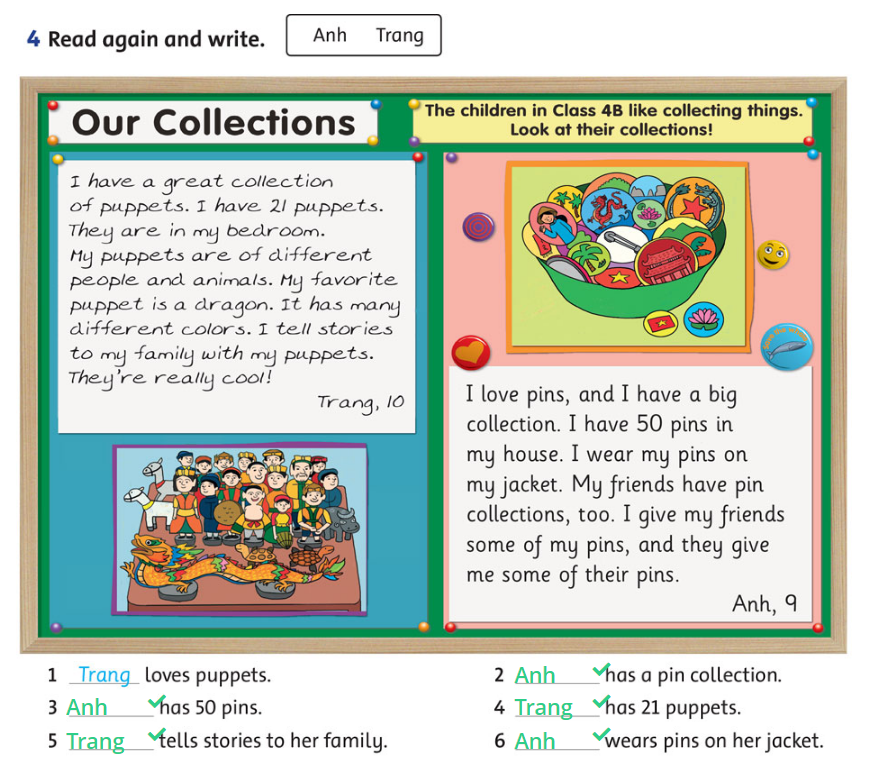 4 Read again and write.
Anh Trang
Our Collections
The children in Class 4B like collecting things.
Look at their collections!
I have a great collection
of puppets. I have 21 puppets.
They are in my bedroom.
My puppets are of different
people and animals. My favorite
puppet is a dragon. It has many
different colors. I tell stories
to my family with my puppets.
They're really cool!
Trang, 10
I love pins, and I have a big
collection. I have 50 pins in
my house. I wear my pins on
my jacket. My friends have pin
collections, too. I give my friends
some of my pins, and they give
me some of their pins.
Anh, 9
1 Trang loves puppets.
2 Anh has a pin collection.
3 Anh has 50 pins.
4 Trang has 21 puppets.
5 Trang tells stories to her family.
6 Anh wears pins on her jacket.